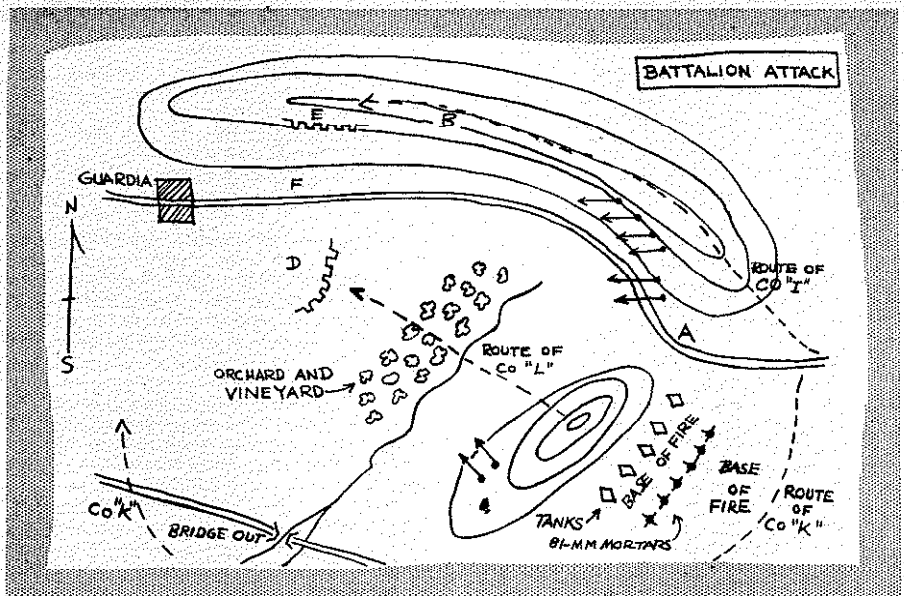 BATTALION ATTACK
E
B
GUARDIA
F
N
D
ROUTE OF
CO "I"
A
S
ROUTE OF
CO "L"
ORCHARD AND
VINEYARD
BASE OF FIRE
BASE
OF
FIRE
CO "K"
ROUTE
OF
CO "K"
TANKS
BRIDGE OUT
81-MM MORTARS